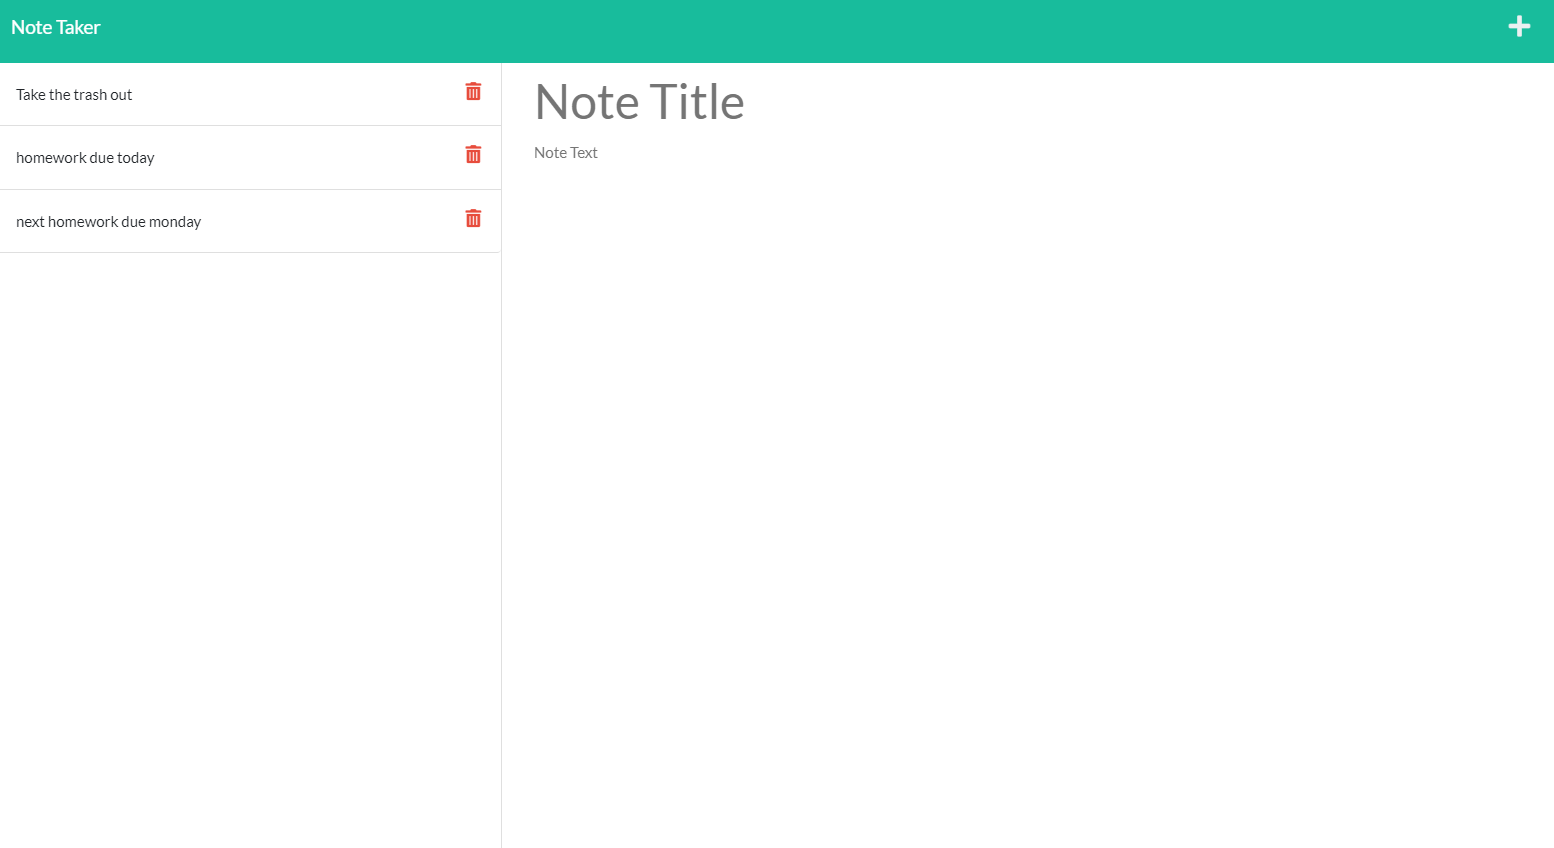 Note Taker
Take the trash out
homework due today
next homework due monday
Note Title
Note Text